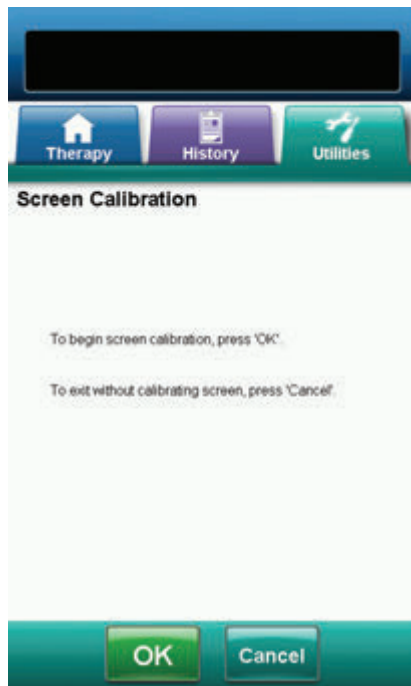 Therapy History Utilities
Screen Calibration
To begin screen calibration, press 'OK'.
To exit without calibrating screen, press 'Cancel'.
OK Cancel